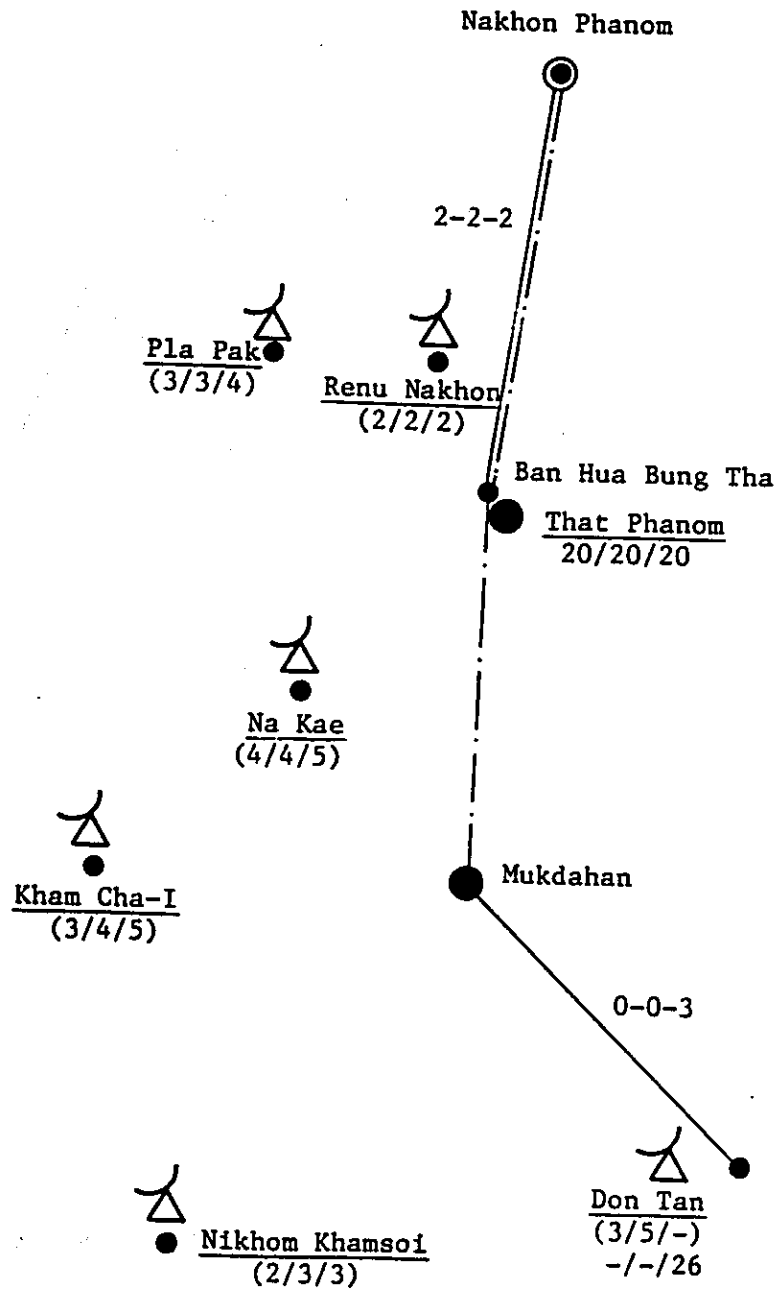 Nakhon Phanom
2-2-2
Pla Pak
(3/3/4)
Renu Nakhon
(2/2/2)
Ban Hua Bung Tha
That Phanom
20/20/20
Na Kae
(4/4/5)
Kham Cha-I
(3/4/5)
Mukdahan
0-0-3
Don Tan
(3/5/-)
-/-/26
Nikhom Khamsoi
(2/3/3)